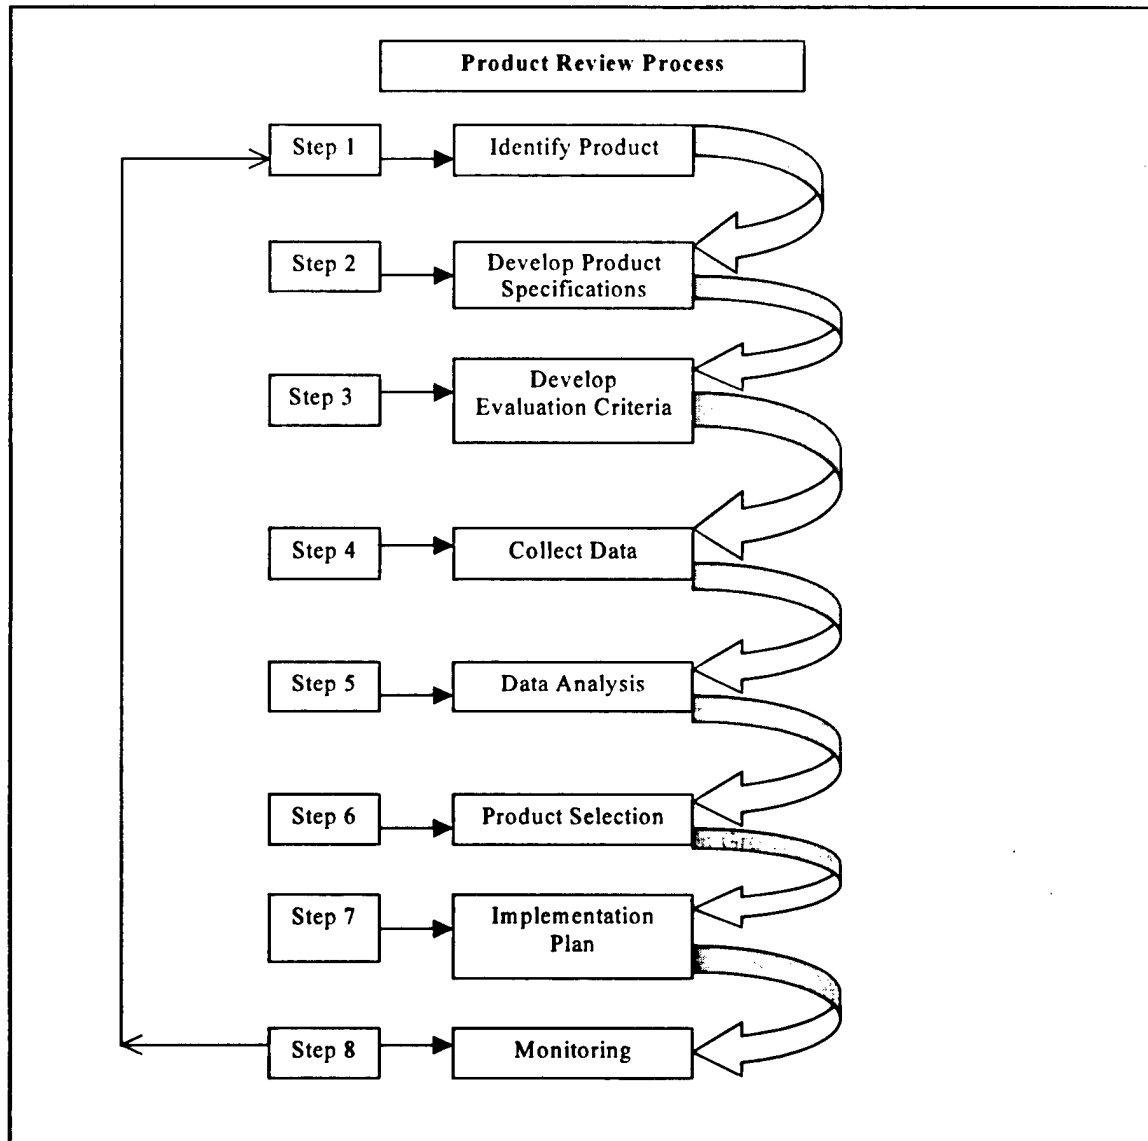 Product Review Process
Step 1
Identify Product
Step 2
Develop Product
Specifications
Step 3
Develop
Evaluation Criteria
Step 4
Collect Data
Step 5
Data Analysis
Step 6
Product Selection
Step 7
Implementation
Plan
Step 8
Monitoring